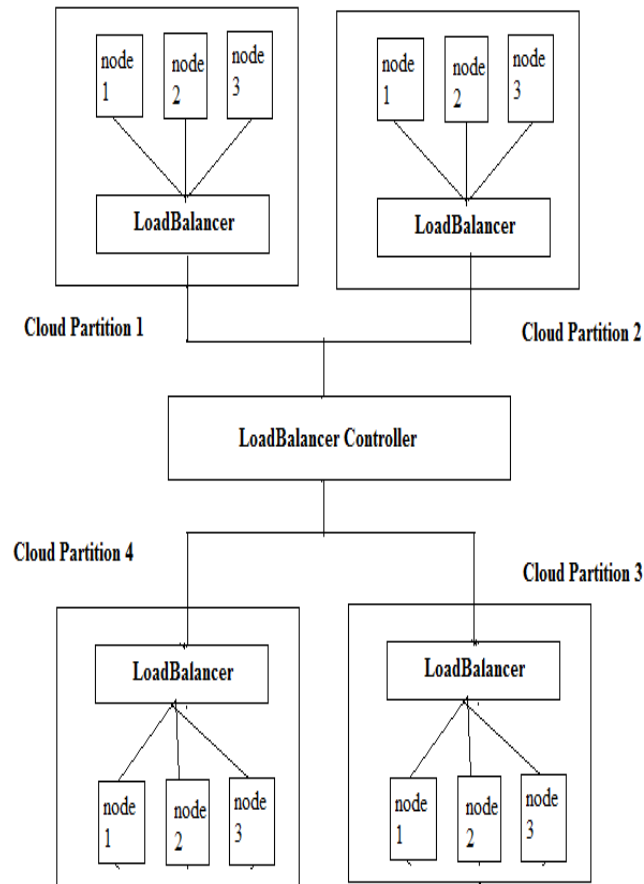 node
1
node
2
node
3
LoadBalancer
Cloud Partition 1
node
1
node
2
node
3
LoadBalancer
Cloud Partition 2
LoadBalancer Controller
Cloud Partition 4
LoadBalancer
node
1
node
2
node
3
Cloud Partition 3
LoadBalancer
node
1
node
2
node
3